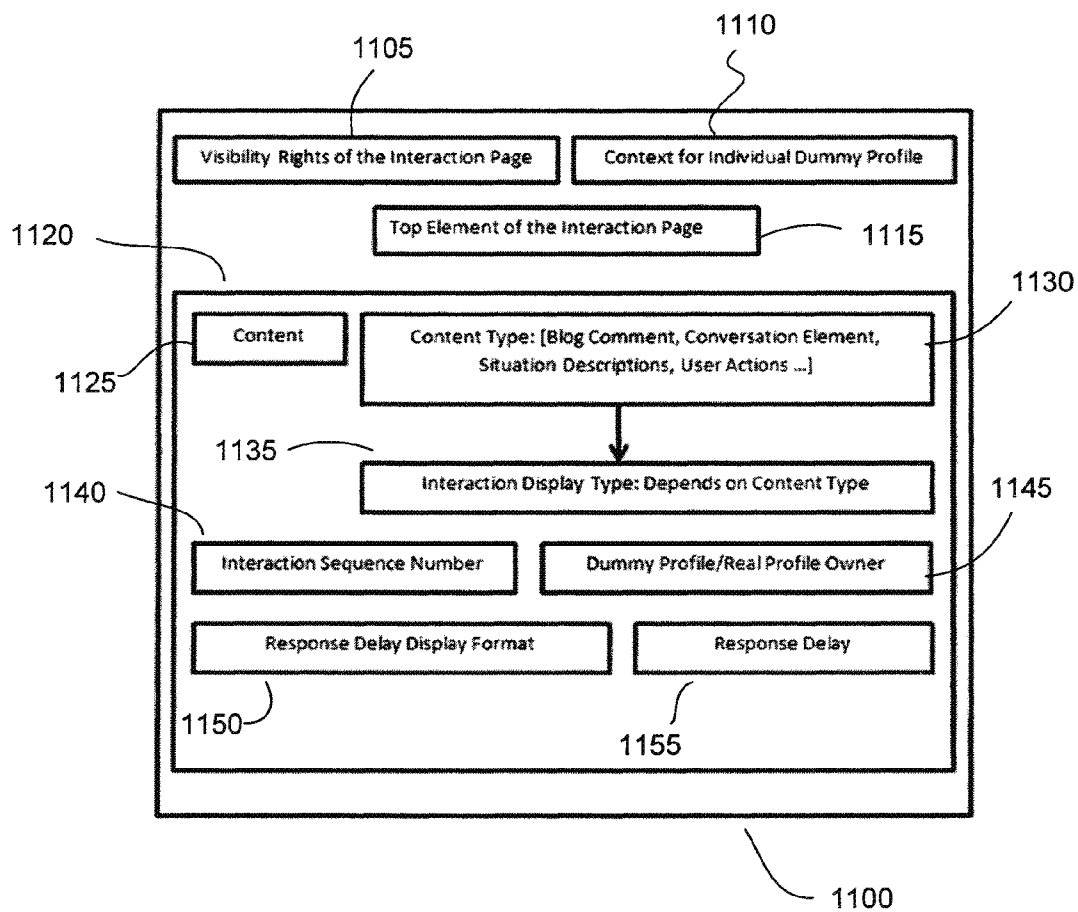 1110
1105
Visibility Rights of the Interaction Page
Context for Individual Dummy Profile
1120
Top Element of the Interaction Page
1115
1130
Content
Content Type: [Blog Comment, Conversation Element,
Situation Descriptions, User Actions ...]
1125
1135
Interaction Display Type: Depends on Content Type
1140
1145
Interaction Sequence Number
Dummy Profile/Real Profile Owner
Response Delay Display Format
Response Delay
1150
1155
1100